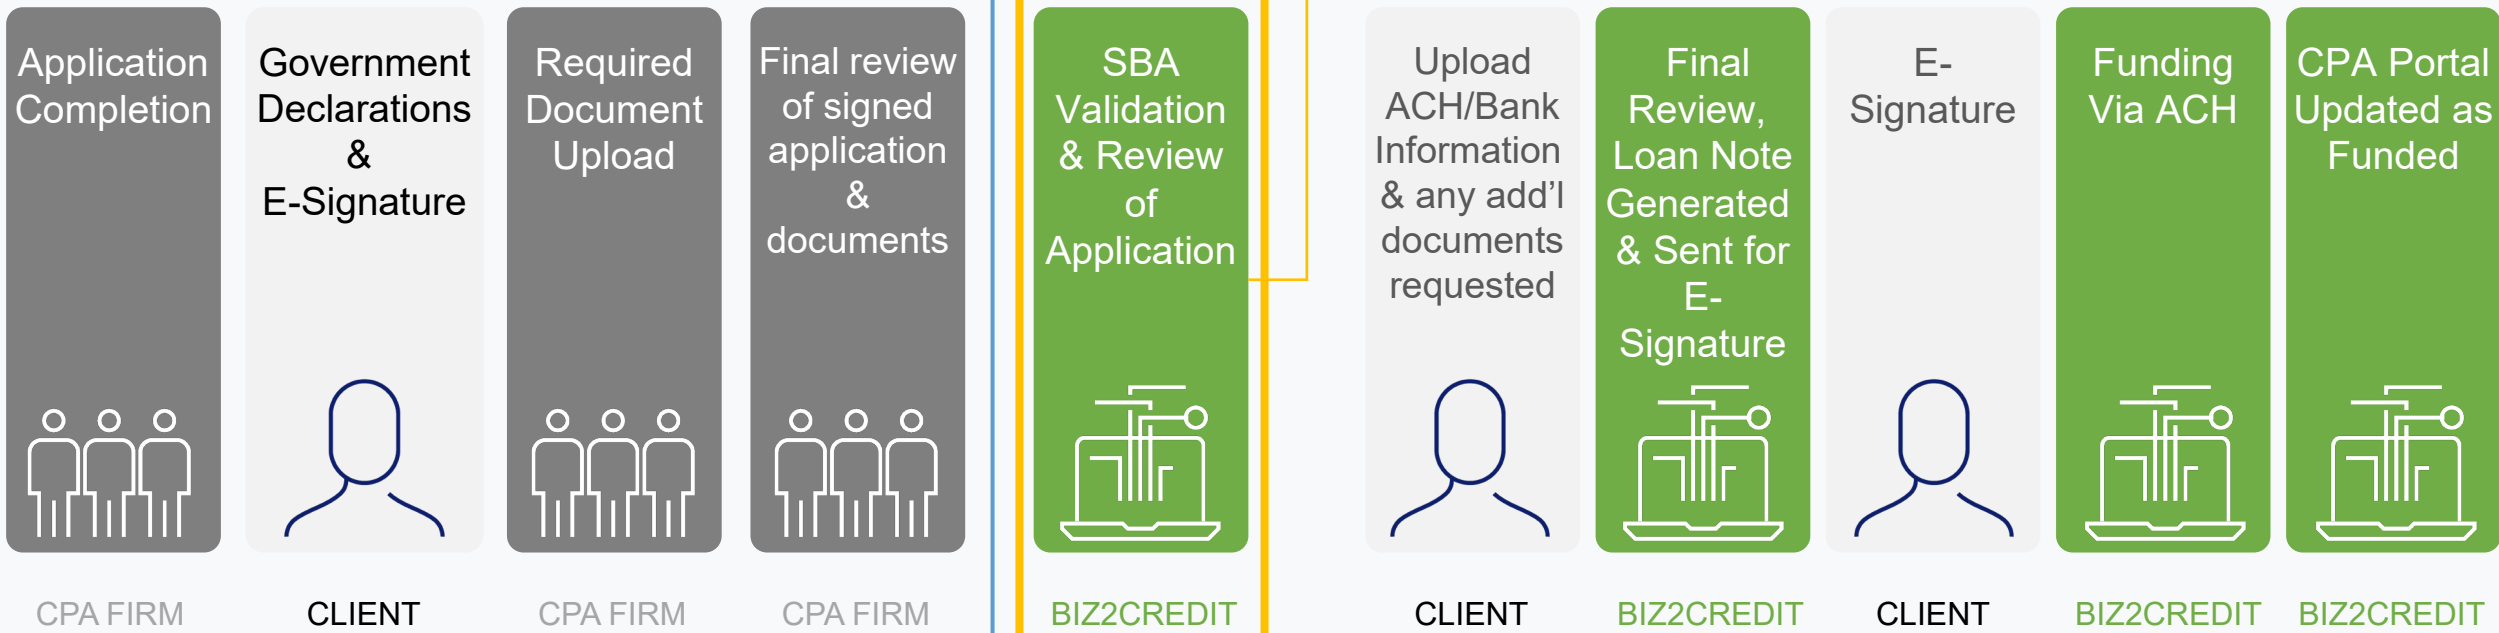 Application
Completion
Government
Declarations
&
E-Signature
Required
Document
Upload
Final review
of signed
application
&
documents
SBA
Validation
& Review
of
Application
Upload
ACH/Bank
Information
& any add’l
documents
requested
Final
Review,
Loan Note
Generated
& Sent for
E-
Signature
E-
Signature
Funding
Via ACH
CPA Portal
Updated as
Funded
CPA FIRM
CLIENT
CPA FIRM
CPA FIRM
BIZ2CREDIT
CLIENT
BIZ2CREDIT
CLIENT
BIZ2CREDIT
BIZ2CREDIT